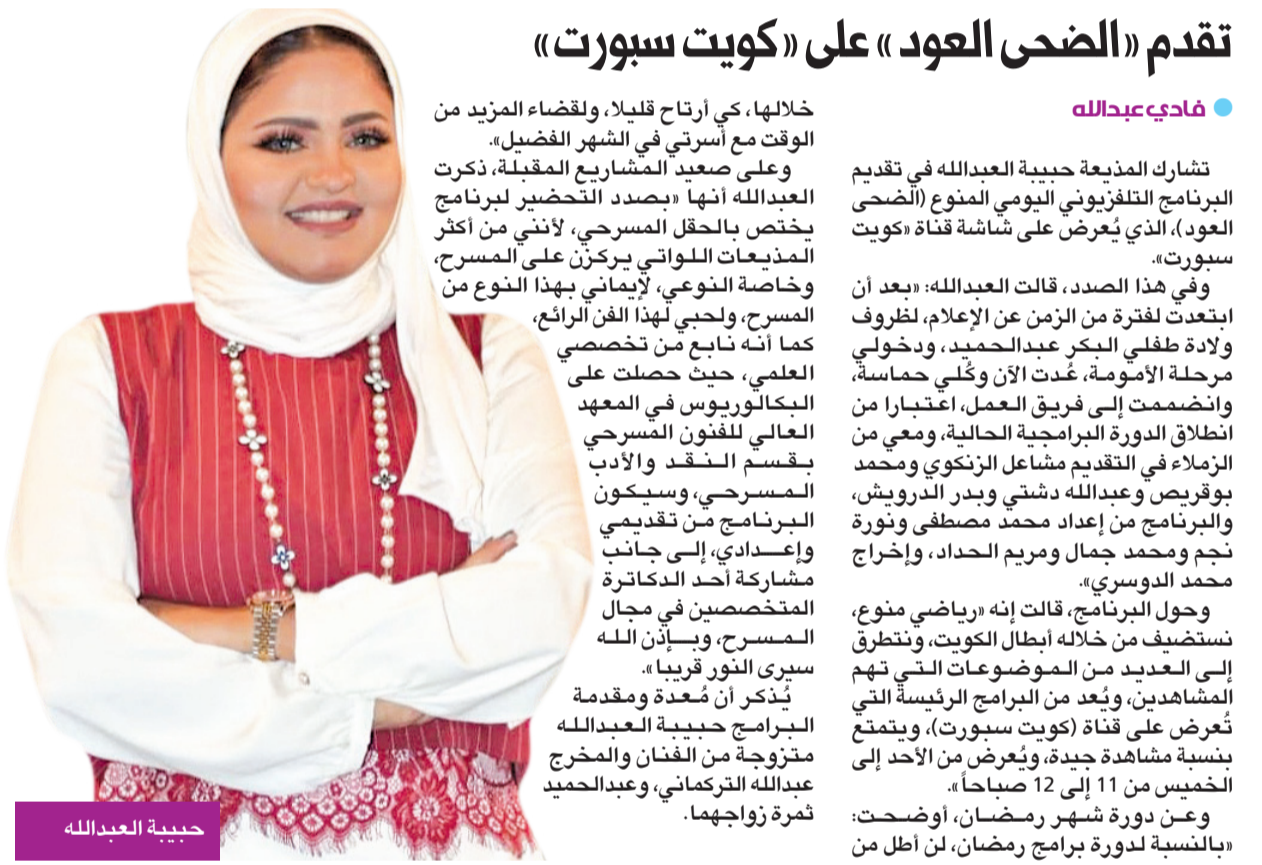 تقدم «الضحى العود» على «كويت سبورت»
فادي عبدالله
تشارك المذيعة حبيبة العبدالله في تقديم
البرنامج التلفزيوني اليومي المنوع (الضحى
العود)، الذي يُعرض على شاشة قناة «كويت
سبورت».
وفي هذا الصدد، قالت العبدالله: «بعد أن
ابتعدت لفترة من الزمن عن الإعلام، لظروف
ولادة طفلي البكر عبدالحميد، ودخولي
مرحلة الأمومة، عُدت الآن وكُلي حماسة،
وانضممت إلى فريق العمل، اعتبارا من
انطلاق الدورة البرامجية الحالية، ومعي من
الزملاء في التقديم مشاعل الزنكوي ومحمد
بوقريص وعبدالله دشتي وبدر الدرويش،
والبرنامج من إعداد محمد مصطفى ونورة
نجم ومحمد جمال ومريم الحداد، وإخراج
محمد الدوسري».
وحول البرنامج، قالت إنه «رياضي منوع،
نستضيف من خلاله أبطال الكويت، ونتطرق
إلى العديد من الموضوعات التي تهم
المشاهدين، ويُعد من البرامج الرئيسة التي
تُعرض على قناة (كويت سبورت)، ويتمتع
بنسبة مشاهدة جيدة، ويُعرض من الأحد إلى
الخميس من 11 إلى 12 صباحاً».
وعن دورة شهر رمضان، أوضحت:
«بالنسبة لدورة برامج رمضان، لن أطل من
خلالها، كي أرتاح قليلا، ولقضاء المزيد من
الوقت مع أسرتي في الشهر الفضيل».
وعلى صعيد المشاريع المقبلة، ذكرت
العبدالله أنها «بصدد التحضير لبرنامج
يختص بالحقل المسرحي، لأنني من أكثر
المذيعات اللواتي يركزن على المسرح،
وخاصة النوعي، لإيماني بهذا النوع من
المسرح، ولحبي لهذا الفن الرائع،
كما أنه نابع من تخصصي
العلمي، حيث حصلت على
البكالوريوس في المعهد
العالي للفنون المسرحي
بقسم النقد والأدب
المسرحي، وسيكون
البرنامج من تقديمي
وإعدادي، إلى جانب
مشاركة أحد الدكاترة
المتخصصين في مجال
المسرح، وبإذن الله
سيرى النور قريبا».
يُذكر أن مُعدة ومقدمة
البرامج حبيبة العبدالله
متزوجة من الفنان والمخرج
عبدالله التركماني، وعبدالحميد
ثمرة زواجهما.
حبيبة العبدالله